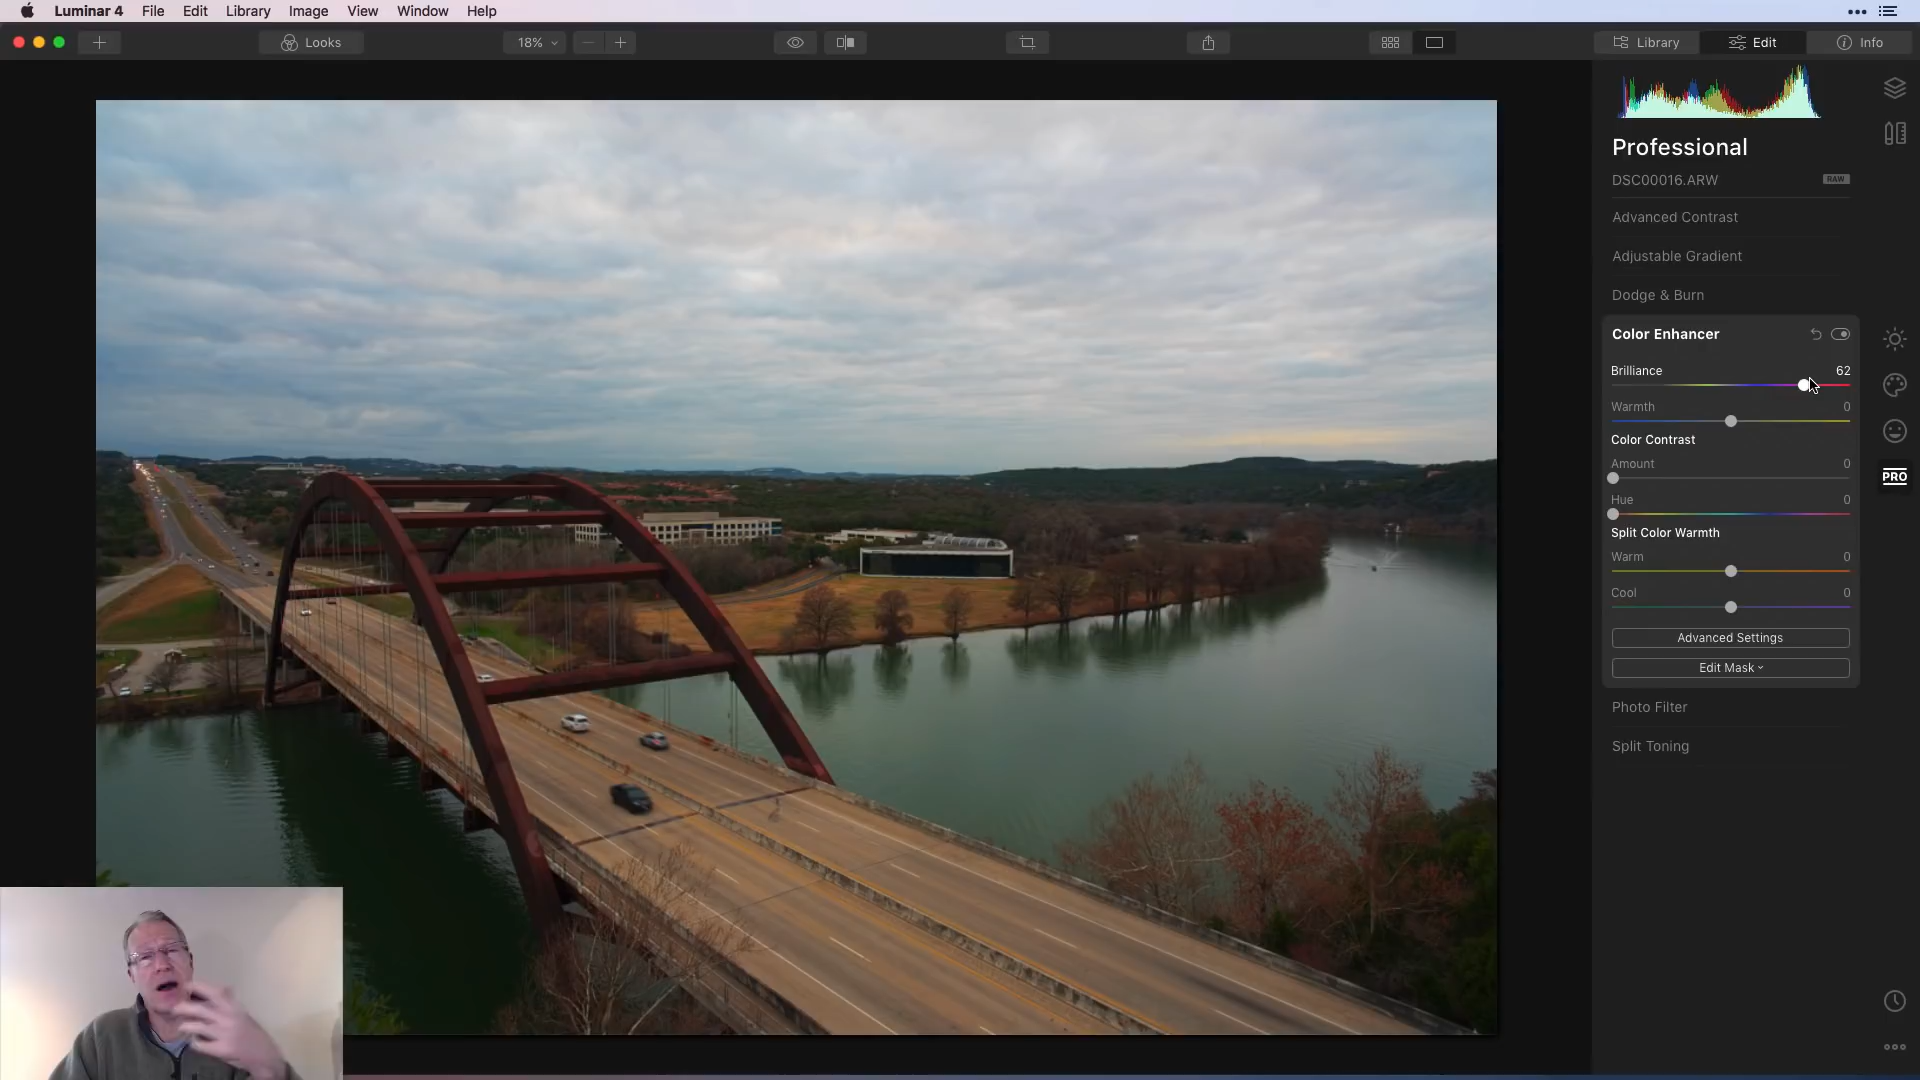 Luminar 4 File Edit Library Image View Window Help
Looks 18% Library Edit Info
Professional
DSC00016.ARW RAW
Advanced Contrast
Adjustable Gradient
Dodge & Burn
Color Enhancer
Brilliance 62
Warmth 0
Color Contrast
Amount 0
Hue 0
PRO
Split Color Warmth
Warm 0
Cool 0
Advanced Settings
Edit Mask
Photo Filter
Split Toning